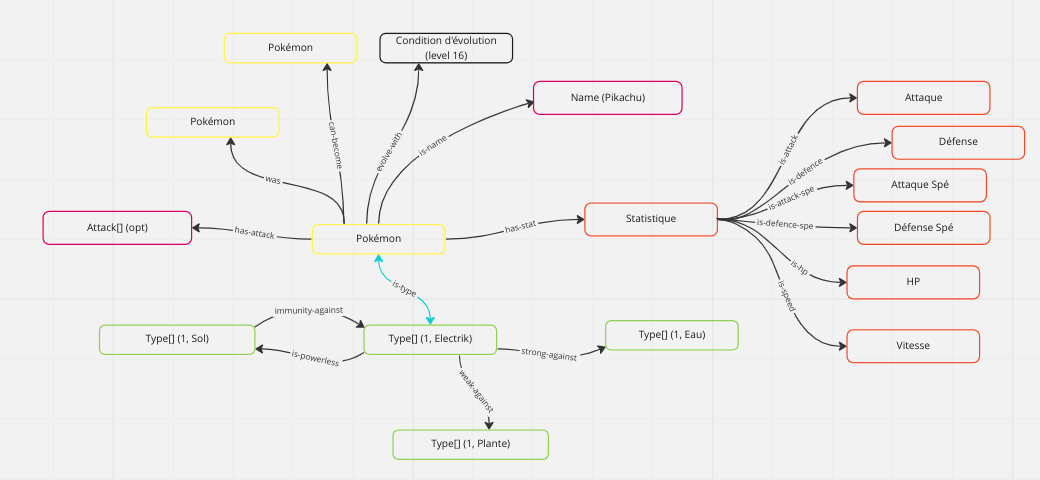 Pokémon
Condition d'évolution
(level 16)
Name (Pikachu)
Attaque
Pokémon
can-become
evolve-with
is-name
is-attack
Défense
is-defence
was
is-attack-spe
Attaque Spé
Attack[] (opt)
has-attack
Pokémon
has-stat
Statistique
is-defence-spe
Défense Spé
is-type
is-hp
HP
is-speed
immunity-against
Type[] (1, Sol)
Type[] (1, Electrik)
Type[] (1, Eau)
Vitesse
is-powerless
strong-against
weak-against
Type[] (1, Plante)